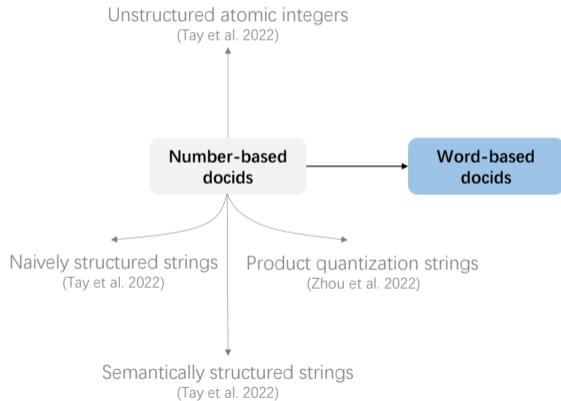 Unstructured atomic integers
(Tay et al. 2022)
Number-based
docids
Word-based
docids
Naively structured strings
(Tay et al. 2022)
Product quantization strings
(Zhou et al. 2022)
Semantically structured strings
(Tay et al. 2022)